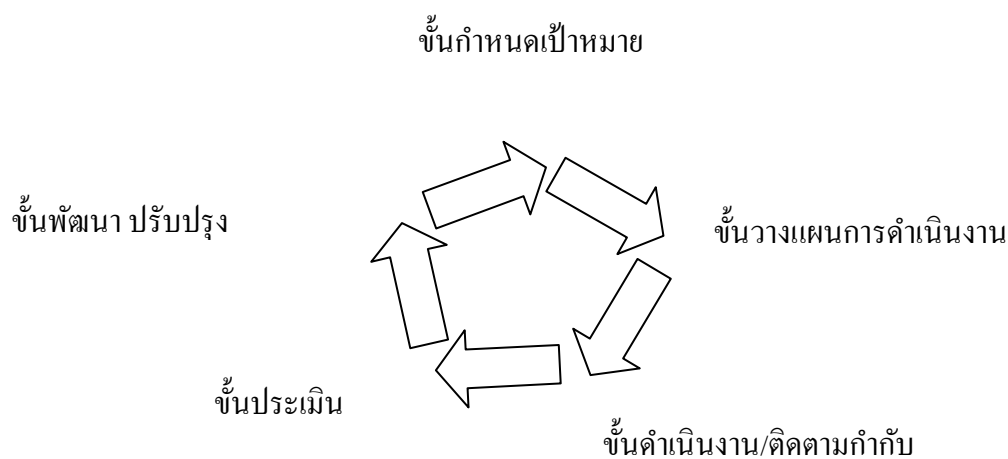 ขั้นกำหนดเป้าหมาย
ขั้นพัฒนา ปรับปรุง
ขั้นวางแผนการดำเนินงาน
ขั้นประเมิน
ขั้นดำเนินงาน/ติดตามกำกับ